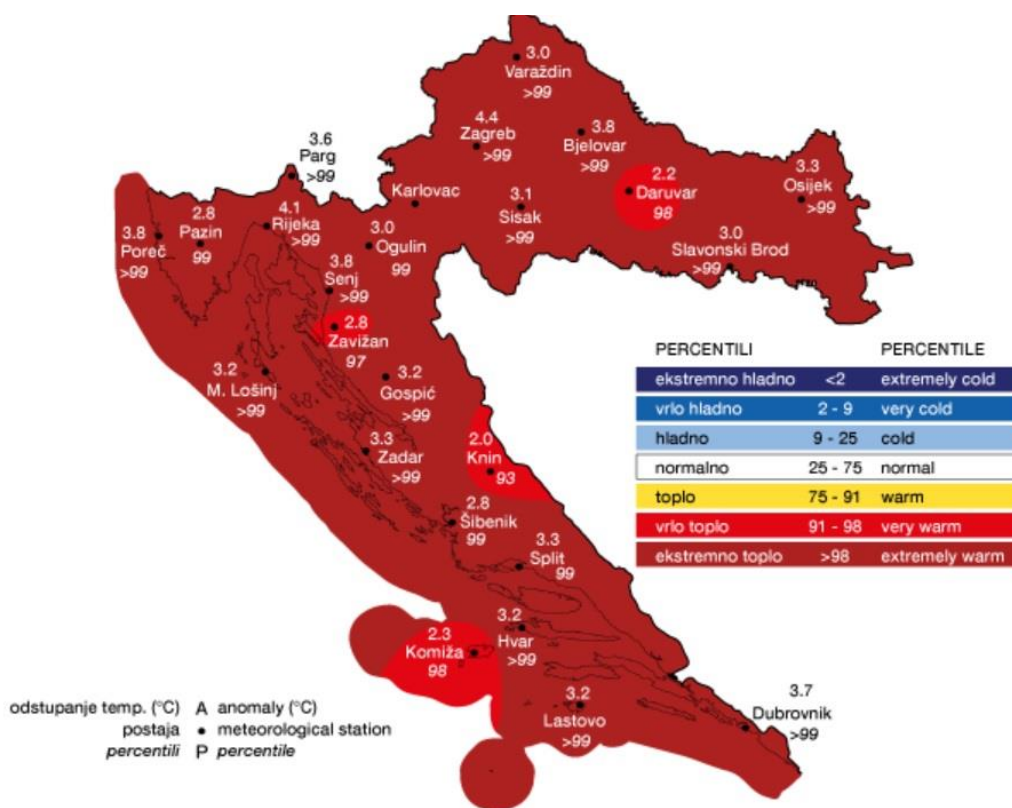 3.0
Varaždin
>99
4.4
Zagreb
>99
3.8
Bjelovar
>99
3.6
Parg
>99
2.2
Daruvar
98
3.3
Osijek
>99
Karlovac
3.1
Sisak
>99
4.1
Rijeka
>99
2.8
Pazin
99
3.8
Poreč
>99
3.0
Ogulin
99
3.0
Slavonski Brod
>99
3.8
Senj
>99
2.8
Zavižan
97
3.2
M. Lošinj
>99
3.2
Gospić
>99
3.3
Zadar
>99
2.0
Knin
93
2.8
Šibenik
99
3.3
Split
99
3.2
Hvar
>99
2.3
Komiža
98
3.2
Lastovo
>99
3.7
Dubrovnik
>99
PERCENTILI PERCENTILE
ekstremno hladno <2 extremely cold
vrlo hladno 2 - 9 very cold
hladno 9 - 25 cold
normalno 25 - 75 normal
toplo 75 - 91 warm
vrlo toplo 91 - 98 very warm
ekstremno toplo >98 extremely warm
odstupanje temp. (°C) A anomaly (°C)
postaja • meteorological station
percentili P percentile